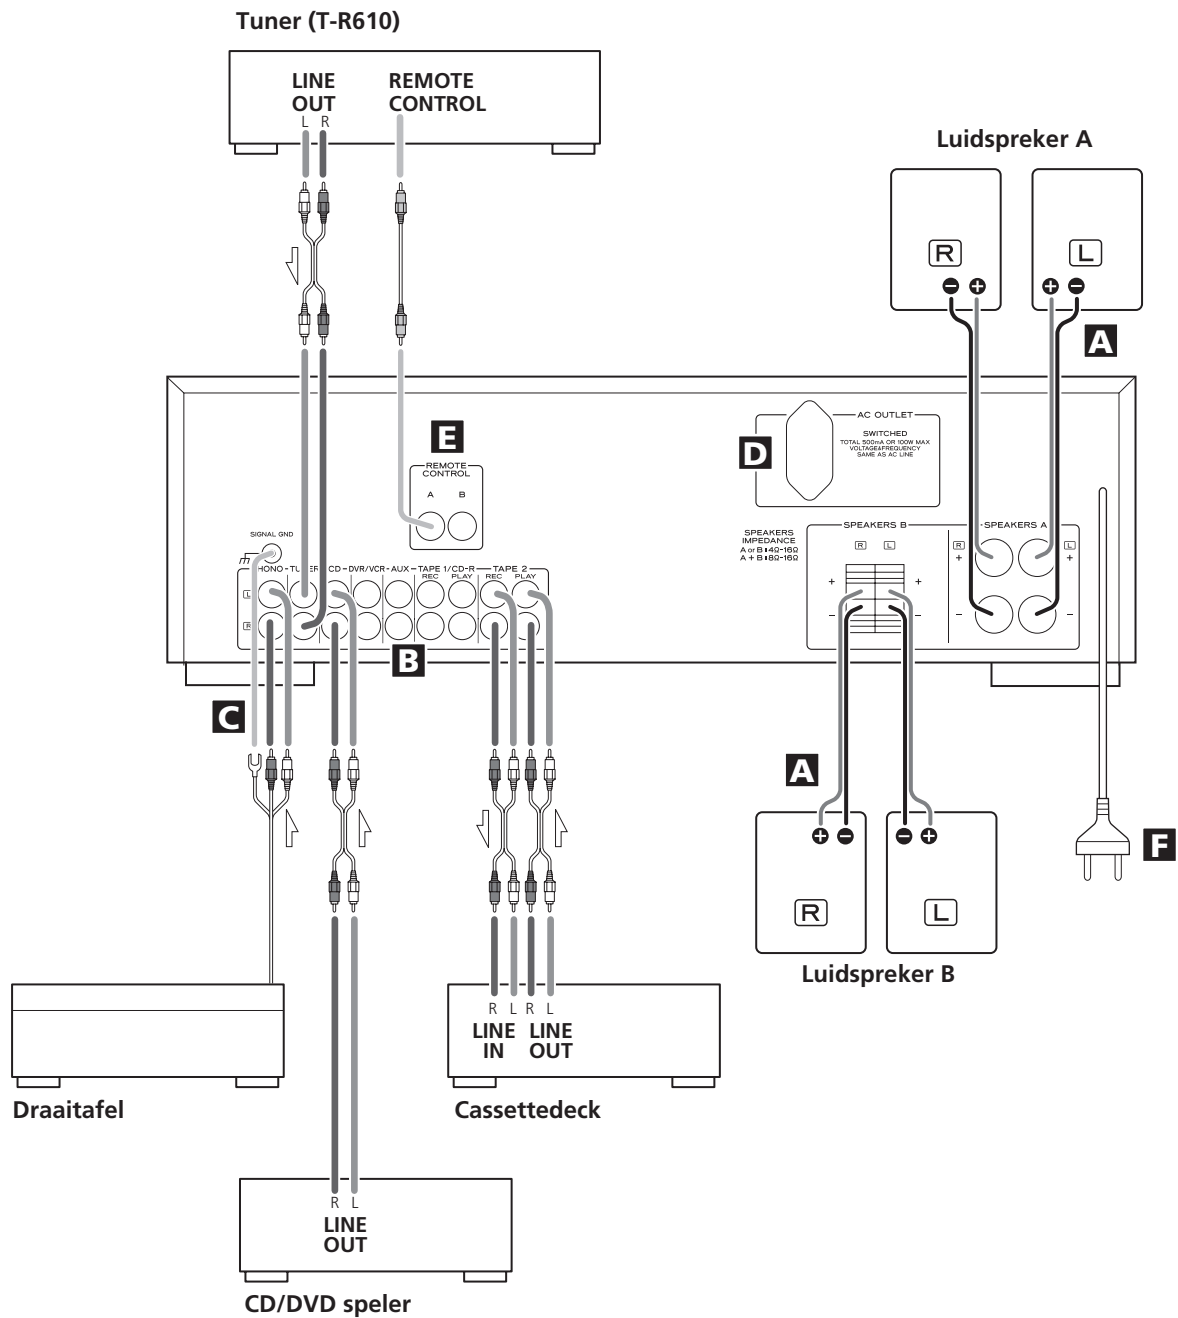 Tuner (T-R610)
LINE OUT
REMOTE CONTROL
L R
Luidspreker A
R
L
A
E
REMOTE CONTROL
A B
D
AC OUTLET
SWITCHED
TOTAL 500mA OR 100W MAX
VOLTAGE&FREQUENCY
SAME AS AC LINE
SPEAKERS
IMPEDANCE
A or B : 4Ω-16Ω
A + B : 8Ω-16Ω
SPEAKERS B
R L
+ +
− −
SPEAKERS A
R L
+ +
− −
SIGNAL GND
PHONO TUNER CD DVR/VCR AUX TAPE 1/CD-R TAPE 2
REC PLAY REC PLAY
L
R
B
C
A
F
R
L
Luidspreker B
R L R L
LINE IN
LINE OUT
Draaitafel
Cassettedeck
R L
LINE OUT
CD/DVD speler